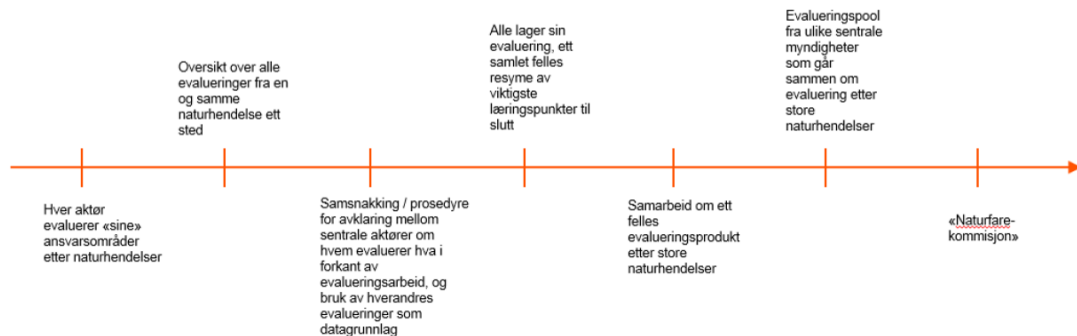 Hver aktør
evaluerer «sine»
ansvarsområder
etter naturhendelser
Oversikt over alle
evalueringer fra en
og samme
naturhendelse ett
sted
Samsnakking / prosedyre
for avklaring mellom
sentrale aktører om
hvem evaluerer hva i
forkant av
evalueringsarbeid, og
bruk av hverandres
evalueringer som
datagrunnlag
Alle lager sin
evaluering, ett
samlet felles
resyme av
viktigste
læringspunkter til
slutt
Samarbeid om ett
felles
evalueringsprodukt
etter store
naturhendelser
Evalueringspool
fra ulike sentrale
myndigheter
som går
sammen om
evaluering etter
store
naturhendelser
«Naturfare-
kommisjon»